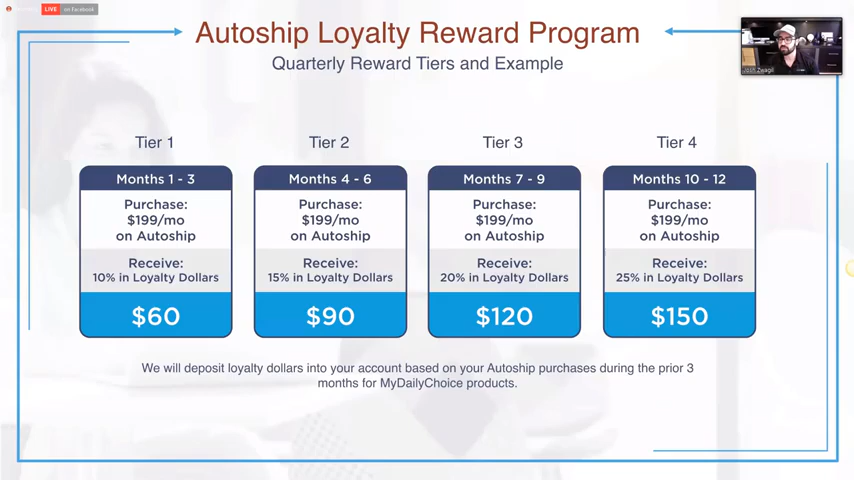 LIVE on Facebook
Autoship Loyalty Reward Program
Quarterly Reward Tiers and Example
Josh Zwagil
Tier 1
Months 1 - 3
Purchase:
$199/mo
on Autoship
Receive:
10% in Loyalty Dollars
$60
Tier 2
Months 4 - 6
Purchase:
$199/mo
on Autoship
Receive:
15% in Loyalty Dollars
$90
Tier 3
Months 7 - 9
Purchase:
$199/mo
on Autoship
Receive:
20% in Loyalty Dollars
$120
Tier 4
Months 10 - 12
Purchase:
$199/mo
on Autoship
Receive:
25% in Loyalty Dollars
$150
We will deposit loyalty dollars into your account based on your Autoship purchases during the prior 3
months for MyDailyChoice products.